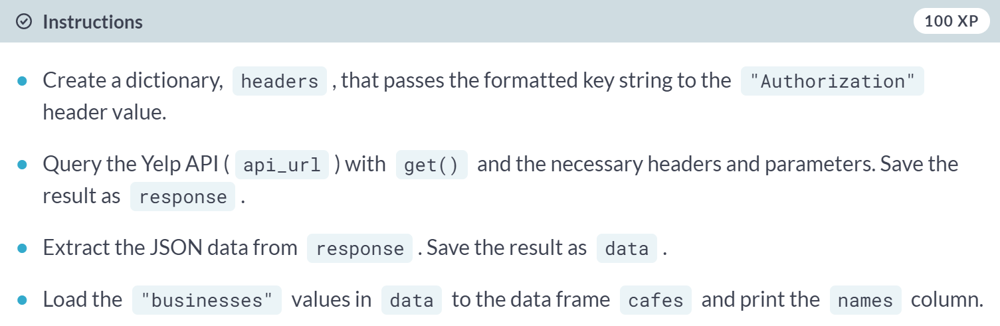 Instructions 100 XP
Create a dictionary, headers , that passes the formatted key string to the "Authorization"
header value.
Query the Yelp API ( api_url ) with get() and the necessary headers and parameters. Save the
result as response .
Extract the JSON data from response . Save the result as data .
Load the "businesses" values in data to the data frame cafes and print the names column.